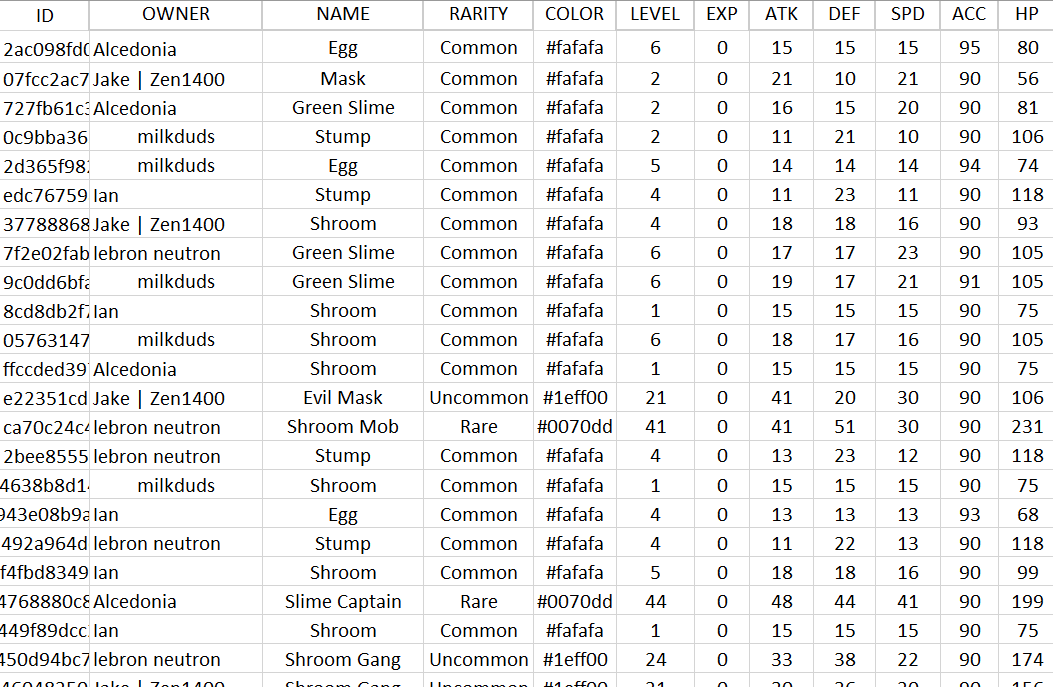 ID OWNER NAME RARITY COLOR LEVEL EXP ATK DEF SPD ACC HP
2ac098fd0 Alcedonia Egg Common #fafafa 6 0 15 15 15 95 80
07fcc2ac7 Jake | Zen1400 Mask Common #fafafa 2 0 21 10 21 90 56
727fb61c3 Alcedonia Green Slime Common #fafafa 2 0 16 15 20 90 81
0c9bba36 milkduds Stump Common #fafafa 2 0 11 21 10 90 106
2d365f982 milkduds Egg Common #fafafa 5 0 14 14 14 94 74
edc76759 Ian Stump Common #fafafa 4 0 11 23 11 90 118
37788868 Jake | Zen1400 Shroom Common #fafafa 4 0 18 18 16 90 93
7f2e02fab lebron neutron Green Slime Common #fafafa 6 0 17 17 23 90 105
9c0dd6bfa milkduds Green Slime Common #fafafa 6 0 19 17 21 91 105
8cd8db2f7 Ian Shroom Common #fafafa 1 0 15 15 15 90 75
05763147 milkduds Shroom Common #fafafa 6 0 18 17 16 90 105
ffccded397 Alcedonia Shroom Common #fafafa 1 0 15 15 15 90 75
e22351cd Jake | Zen1400 Evil Mask Uncommon #1eff00 21 0 41 20 30 90 106
ca70c24c4 lebron neutron Shroom Mob Rare #0070dd 41 0 41 51 30 90 231
2bee8555 lebron neutron Stump Common #fafafa 4 0 13 23 12 90 118
4638b8d14 milkduds Shroom Common #fafafa 1 0 15 15 15 90 75
943e08b9a Ian Egg Common #fafafa 4 0 13 13 13 93 68
492a964d lebron neutron Stump Common #fafafa 4 0 11 22 13 90 118
f4fbd8349 Ian Shroom Common #fafafa 5 0 18 18 16 90 99
4768880c8 Alcedonia Slime Captain Rare #0070dd 44 0 48 44 41 90 199
449f89dcc Ian Shroom Common #fafafa 1 0 15 15 15 90 75
450d94bc7 lebron neutron Shroom Gang Uncommon #1eff00 24 0 33 38 22 90 174
Jake | Zen1400 Shroom Gang Uncommon #1eff00 21 0 90 156